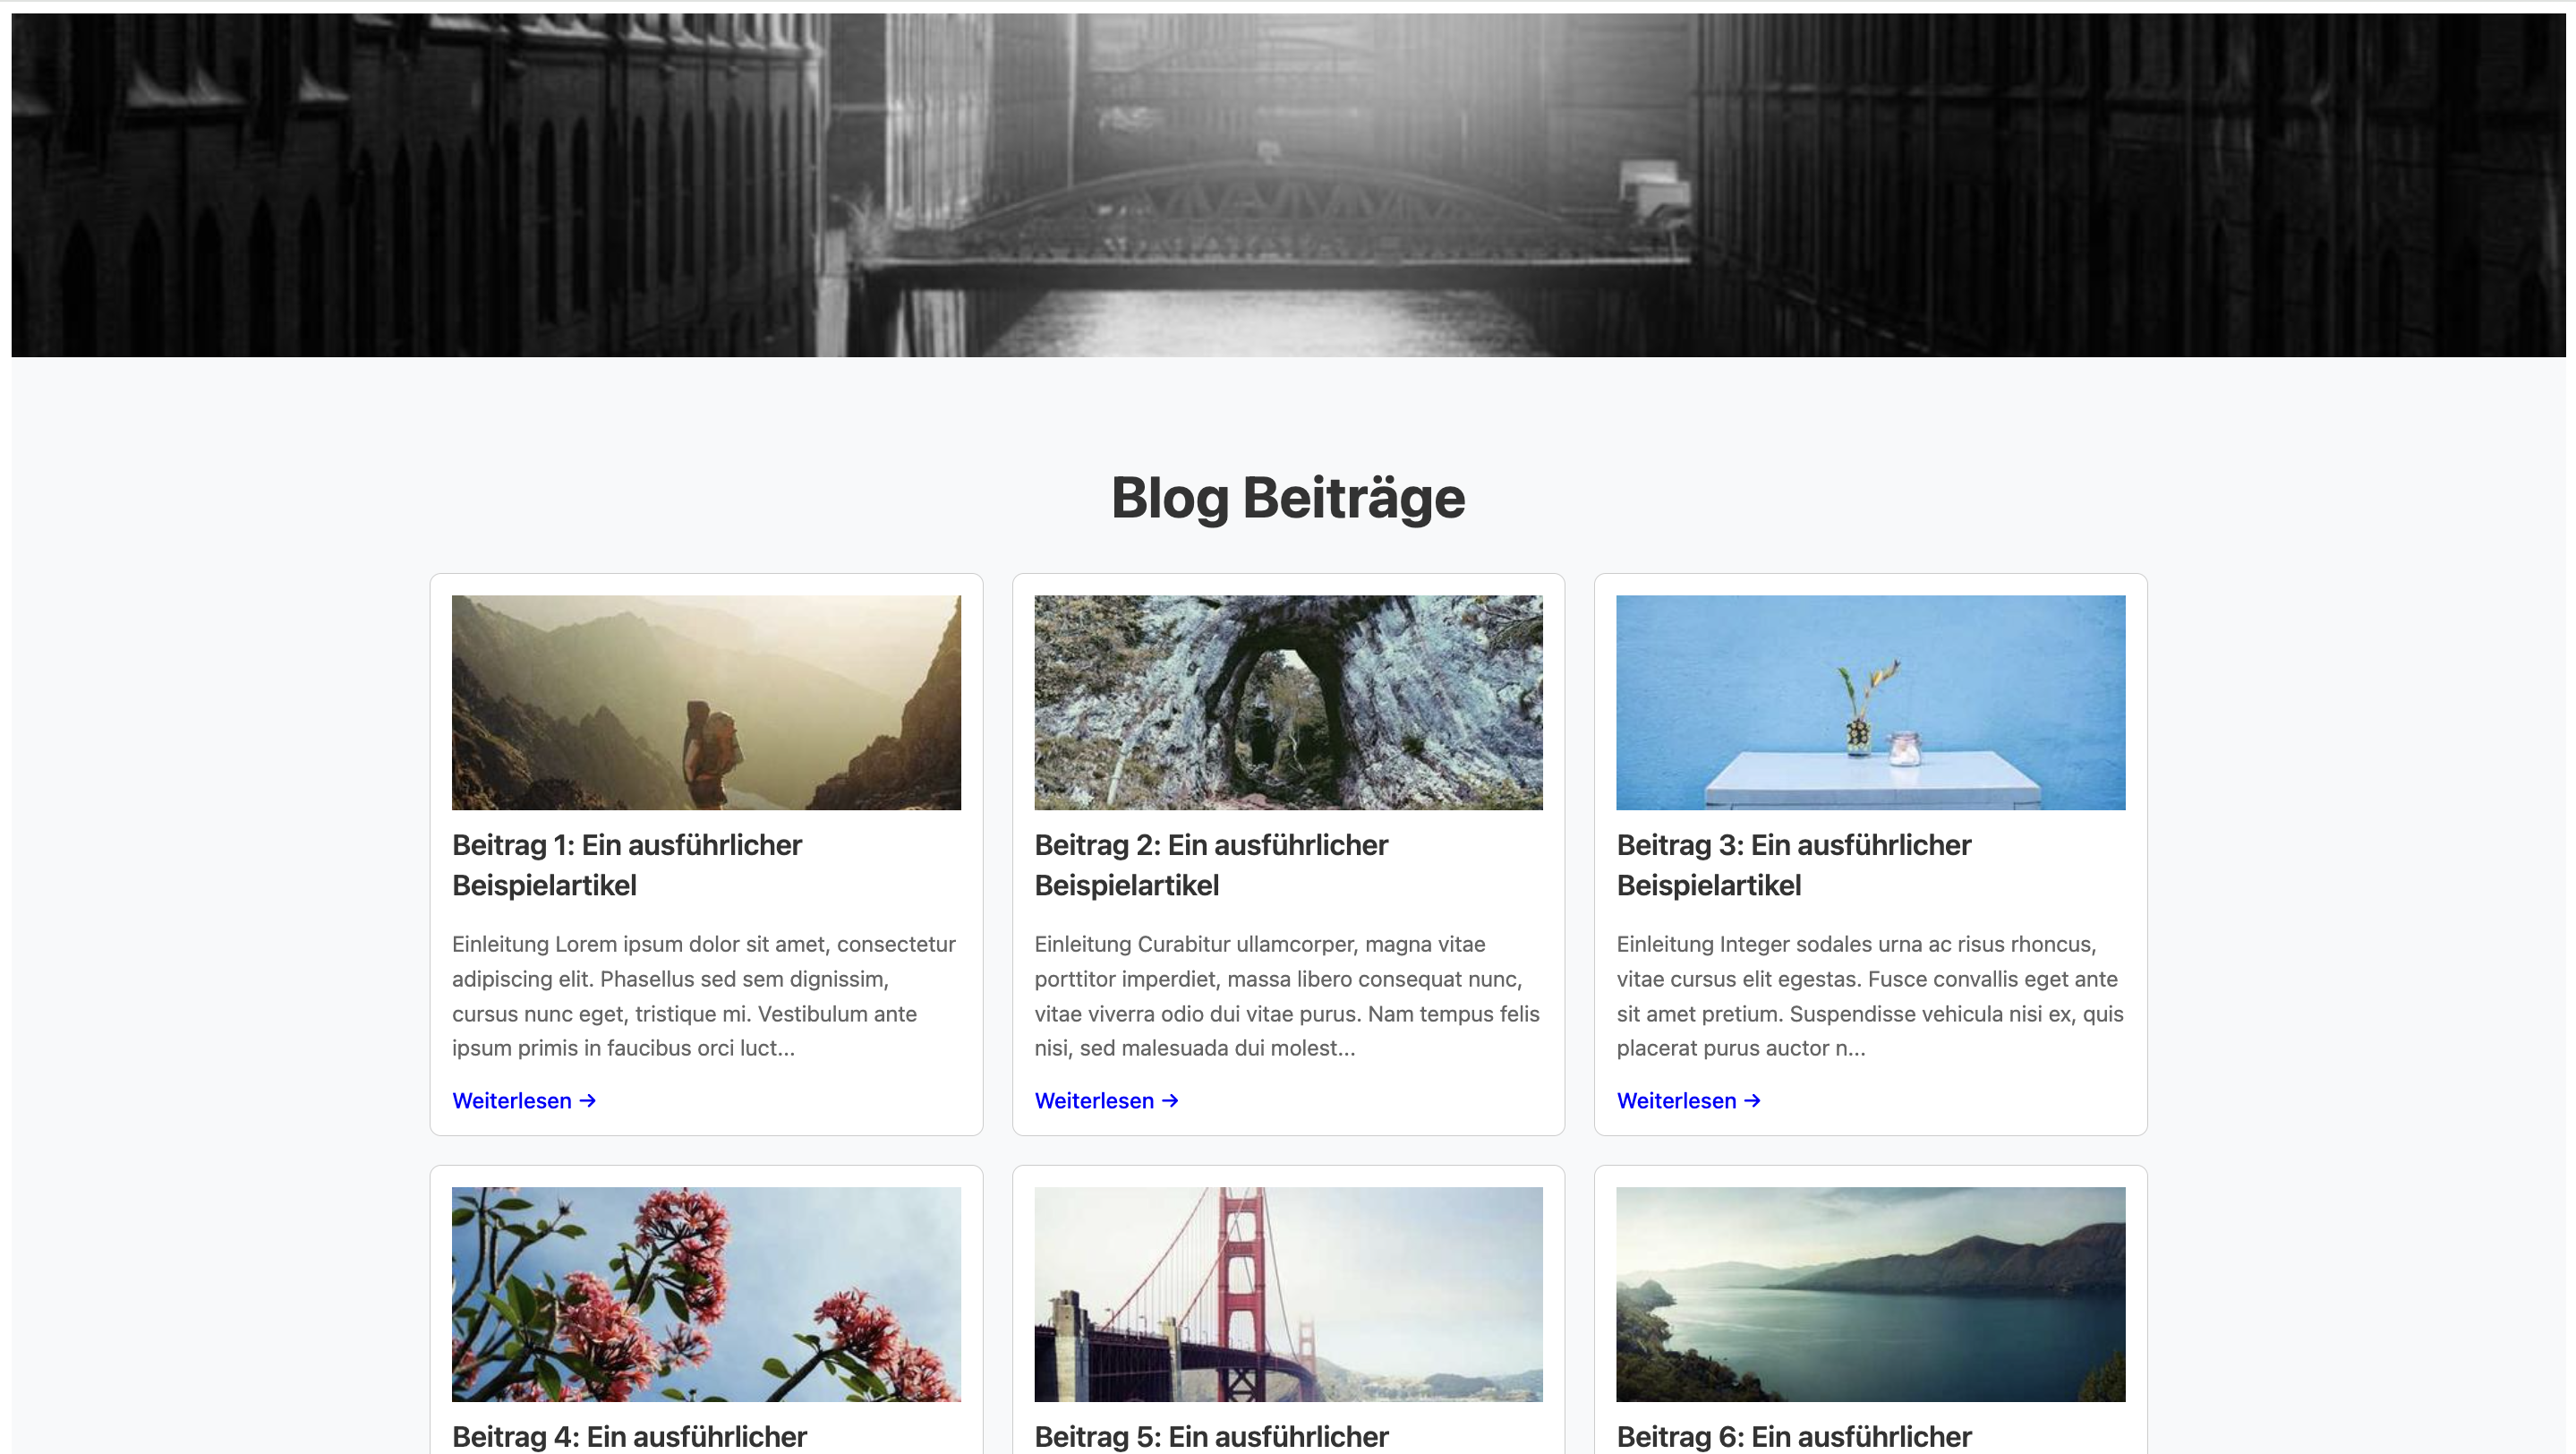 Blog Beiträge
Beitrag 1: Ein ausführlicher
Beispielartikel
Einleitung Lorem ipsum dolor sit amet, consectetur
adipiscing elit. Phasellus sed sem dignissim,
cursus nunc eget, tristique mi. Vestibulum ante
ipsum primis in faucibus orci luct...
Weiterlesen →
Beitrag 2: Ein ausführlicher
Beispielartikel
Einleitung Curabitur ullamcorper, magna vitae
porttitor imperdiet, massa libero consequat nunc,
vitae viverra odio dui vitae purus. Nam tempus felis
nisi, sed malesuada dui molest...
Weiterlesen →
Beitrag 3: Ein ausführlicher
Beispielartikel
Einleitung Integer sodales urna ac risus rhoncus,
vitae cursus elit egestas. Fusce convallis eget ante
sit amet pretium. Suspendisse vehicula nisi ex, quis
placerat purus auctor n...
Weiterlesen →
Beitrag 4: Ein ausführlicher
Beitrag 5: Ein ausführlicher
Beitrag 6: Ein ausführlicher